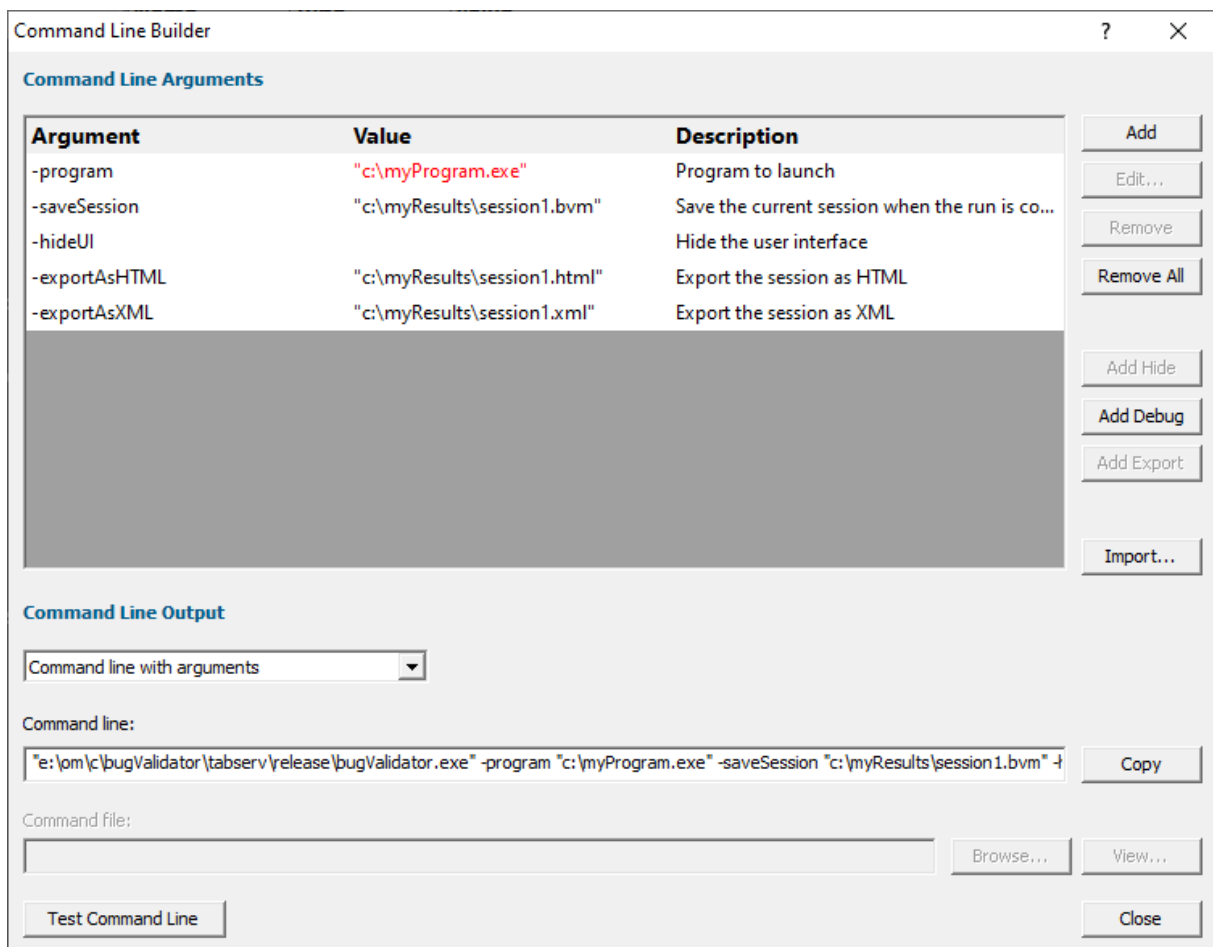 Command Line Builder ? ×
Command Line Arguments
Argument Value Description
-program "c:\myProgram.exe" Program to launch
-saveSession "c:\myResults\session1.bvm" Save the current session when the run is co...
-hideUI Hide the user interface
-exportAsHTML "c:\myResults\session1.html" Export the session as HTML
-exportAsXML "c:\myResults\session1.xml" Export the session as XML
Add
Edit...
Remove
Remove All
Add Hide
Add Debug
Add Export
Import...
Command Line Output
Command line with arguments
Command line:
"e:\om\c\bugValidator\tabserv\release\bugValidator.exe" -program "c:\myProgram.exe" -saveSession "c:\myResults\session1.bvm" Copy
Command file:
Browse... View...
Test Command Line Close